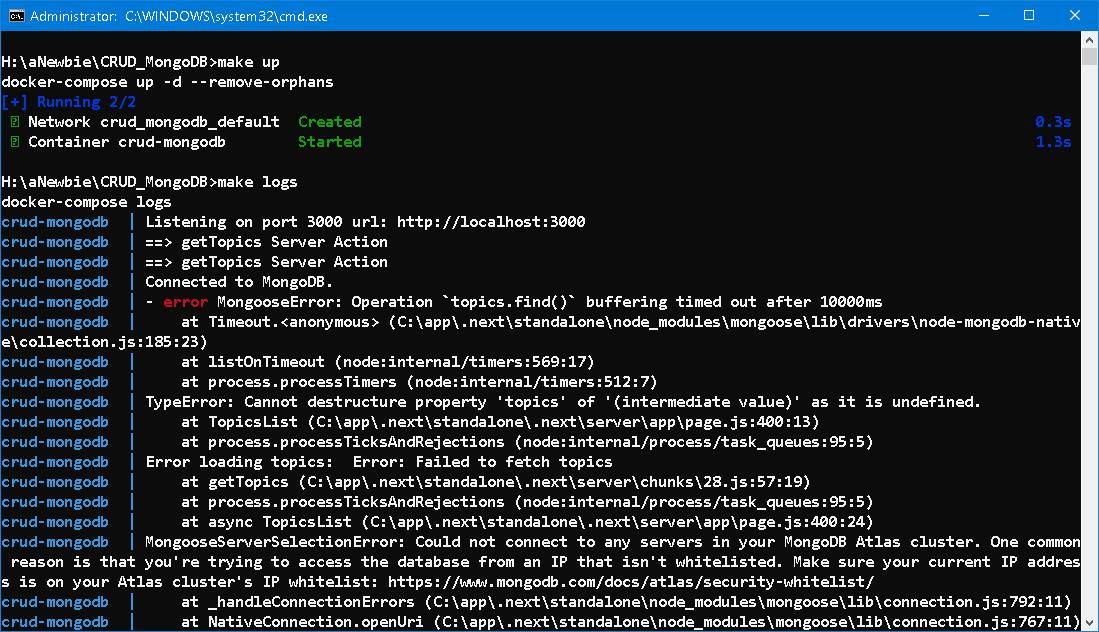 Administrator: C:\WINDOWS\system32\cmd.exe
H:\aNewbie\CRUD_MongoDB>make up
docker-compose up -d --remove-orphans
[+] Running 2/2
Network crud_mongodb_default Created 0.3s
Container crud-mongodb Started 1.3s
H:\aNewbie\CRUD_MongoDB>make logs
docker-compose logs
crud-mongodb | Listening on port 3000 url: http://localhost:3000
crud-mongodb | ==> getTopics Server Action
crud-mongodb | ==> getTopics Server Action
crud-mongodb | Connected to MongoDB.
crud-mongodb | - error MongooseError: Operation `topics.find()` buffering timed out after 10000ms
crud-mongodb | at Timeout.<anonymous> (C:\app\.next\standalone\node_modules\mongoose\lib\drivers\node-mongodb-nativ
e\collection.js:185:23)
crud-mongodb | at listOnTimeout (node:internal/timers:569:17)
crud-mongodb | at process.processTimers (node:internal/timers:512:7)
crud-mongodb | TypeError: Cannot destructure property 'topics' of '(intermediate value)' as it is undefined.
crud-mongodb | at TopicsList (C:\app\.next\standalone\.next\server\app\page.js:400:13)
crud-mongodb | at process.processTicksAndRejections (node:internal/process/task_queues:95:5)
crud-mongodb | Error loading topics:  Error: Failed to fetch topics
crud-mongodb | at getTopics (C:\app\.next\standalone\.next\server\chunks\28.js:57:19)
crud-mongodb | at process.processTicksAndRejections (node:internal/process/task_queues:95:5)
crud-mongodb | at async TopicsList (C:\app\.next\standalone\.next\server\app\page.js:400:24)
crud-mongodb | MongooseServerSelectionError: Could not connect to any servers in your MongoDB Atlas cluster. One common
reason is that you're trying to access the database from an IP that isn't whitelisted. Make sure your current IP addres
s is on your Atlas cluster's IP whitelist: https://www.mongodb.com/docs/atlas/security-whitelist/
crud-mongodb | at _handleConnectionErrors (C:\app\.next\standalone\node_modules\mongoose\lib\connection.js:792:11)
crud-mongodb | at NativeConnection.openUri (C:\app\.next\standalone\node_modules\mongoose\lib\connection.js:767:11)